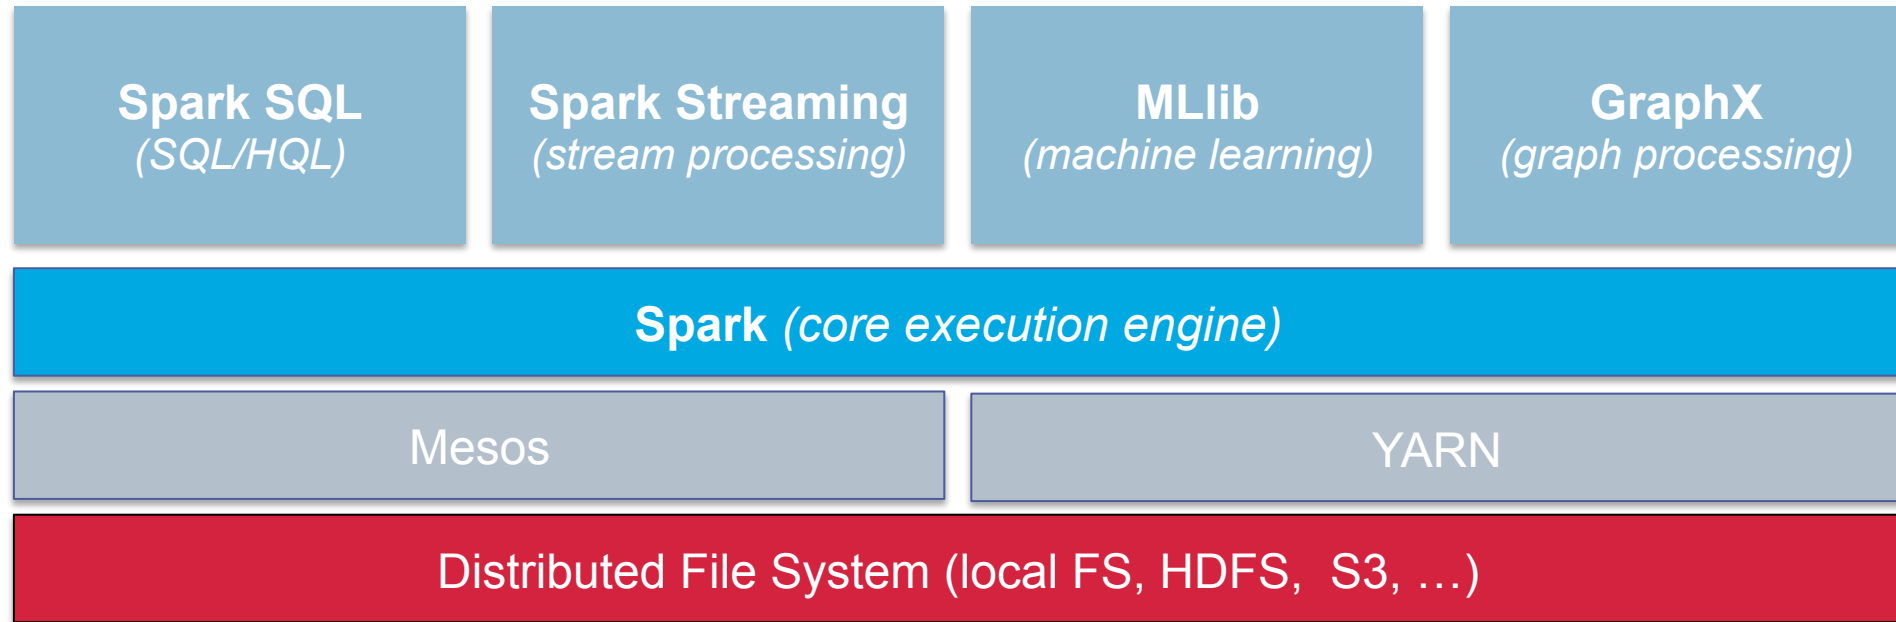 Spark SQL
(SQL/HQL)
Spark Streaming
(stream processing)
MLlib
(machine learning)
GraphX
(graph processing)
Spark (core execution engine)
Mesos
YARN
Distributed File System (local FS, HDFS,  S3, …)